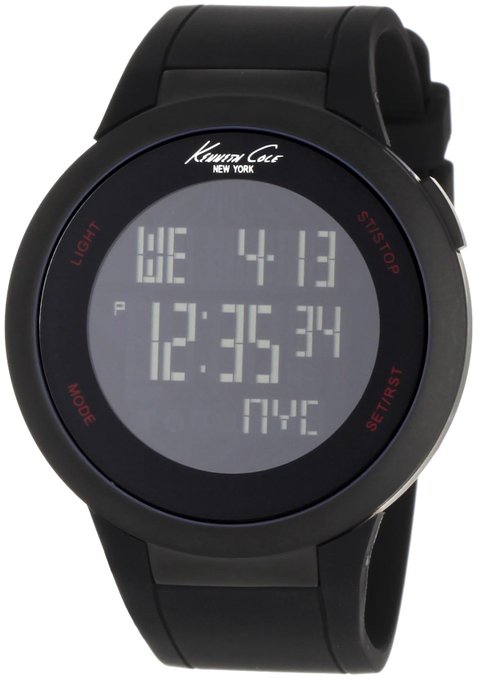 KENNETH COLE
NEW YORK
LIGHT
ST/STOP
WE 4-13
P 12:35 34
NYC
MODE
SET/RST